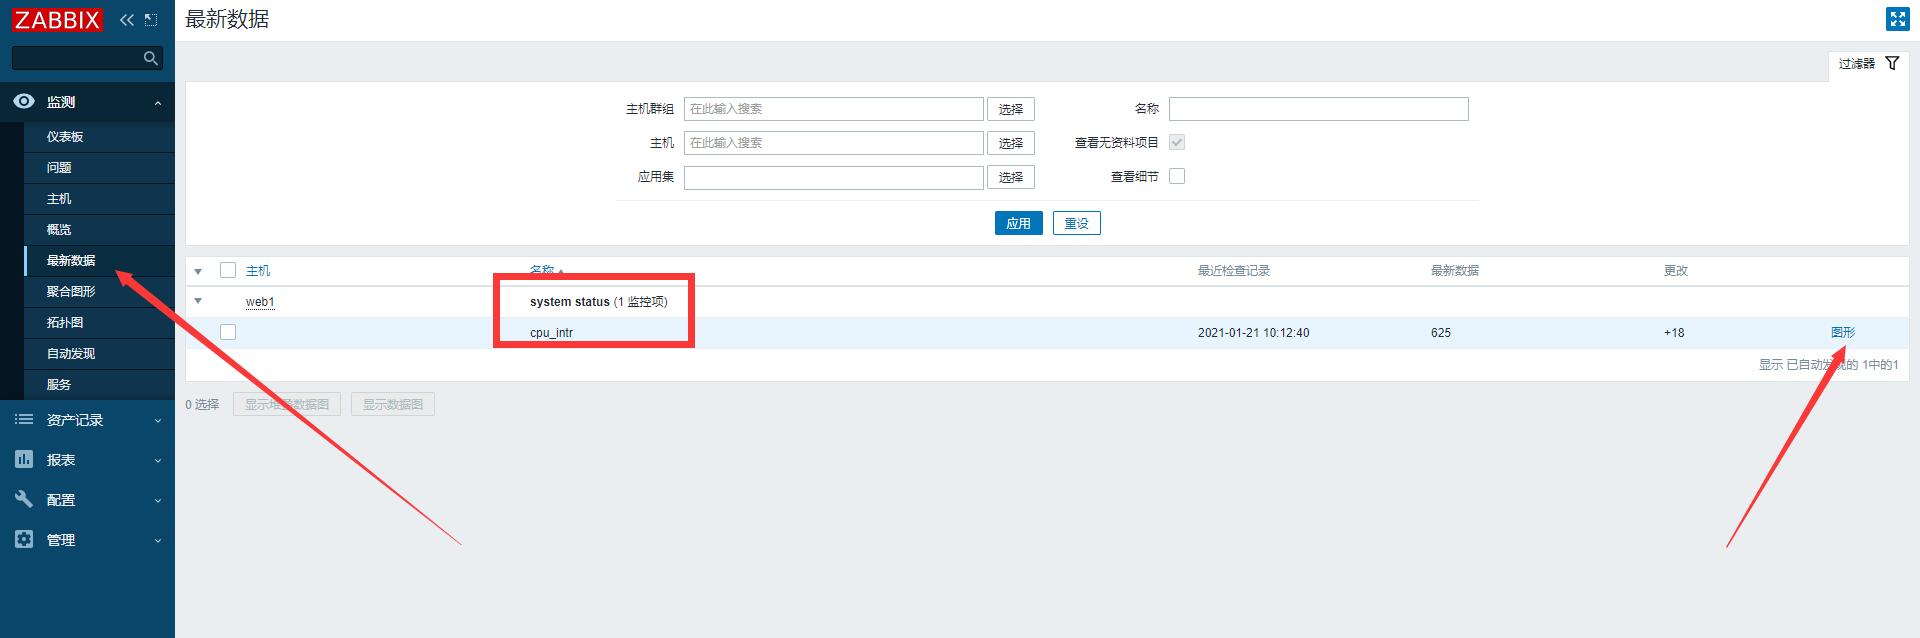 ZABBIX
最新数据
监测
仪表板
问题
主机
概览
最新数据
聚合图形
拓扑图
自动发现
服务
资产记录
报表
配置
管理
过滤器
主机群组 在此输入搜索 选择 名称
主机 在此输入搜索 选择 查看无资料项目
应用集 选择 查看细节
应用 重设
主机 名称 最近检查记录 最新数据 更改
web1 system status (1 监控项)
cpu_intr 2021-01-21 10:12:40 625 +18 图形
显示 已自动发现的 1中的1
0 选择 显示堆叠数据图 显示数据图